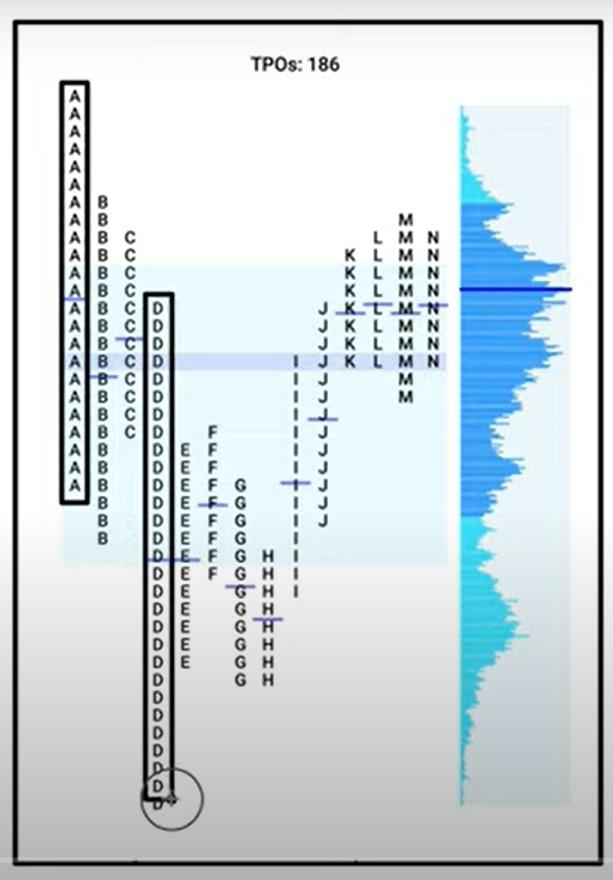 TPOs: 186
A
A
A
A
A
A
A B
A B M
A B C L M N
A B C K L M N
A B C K L M N
A B C K L M N
A B C D J K L M N
A B C D J K L M N
A B C D J K L M N
A B C D I J K L M N
A B C D I J M
A B C D I J M
A B C D I J
A B C D F I J
A B D E F I J
A B D E F I J
A B D E F G I J
B D E F G I J
B D E F G I J
B D E F G I
D E F G H I
D E F G H I
D E G H I
D E G H
D E G H
D E G H
D E G H
D G H
D
D
D
D
D
D
D